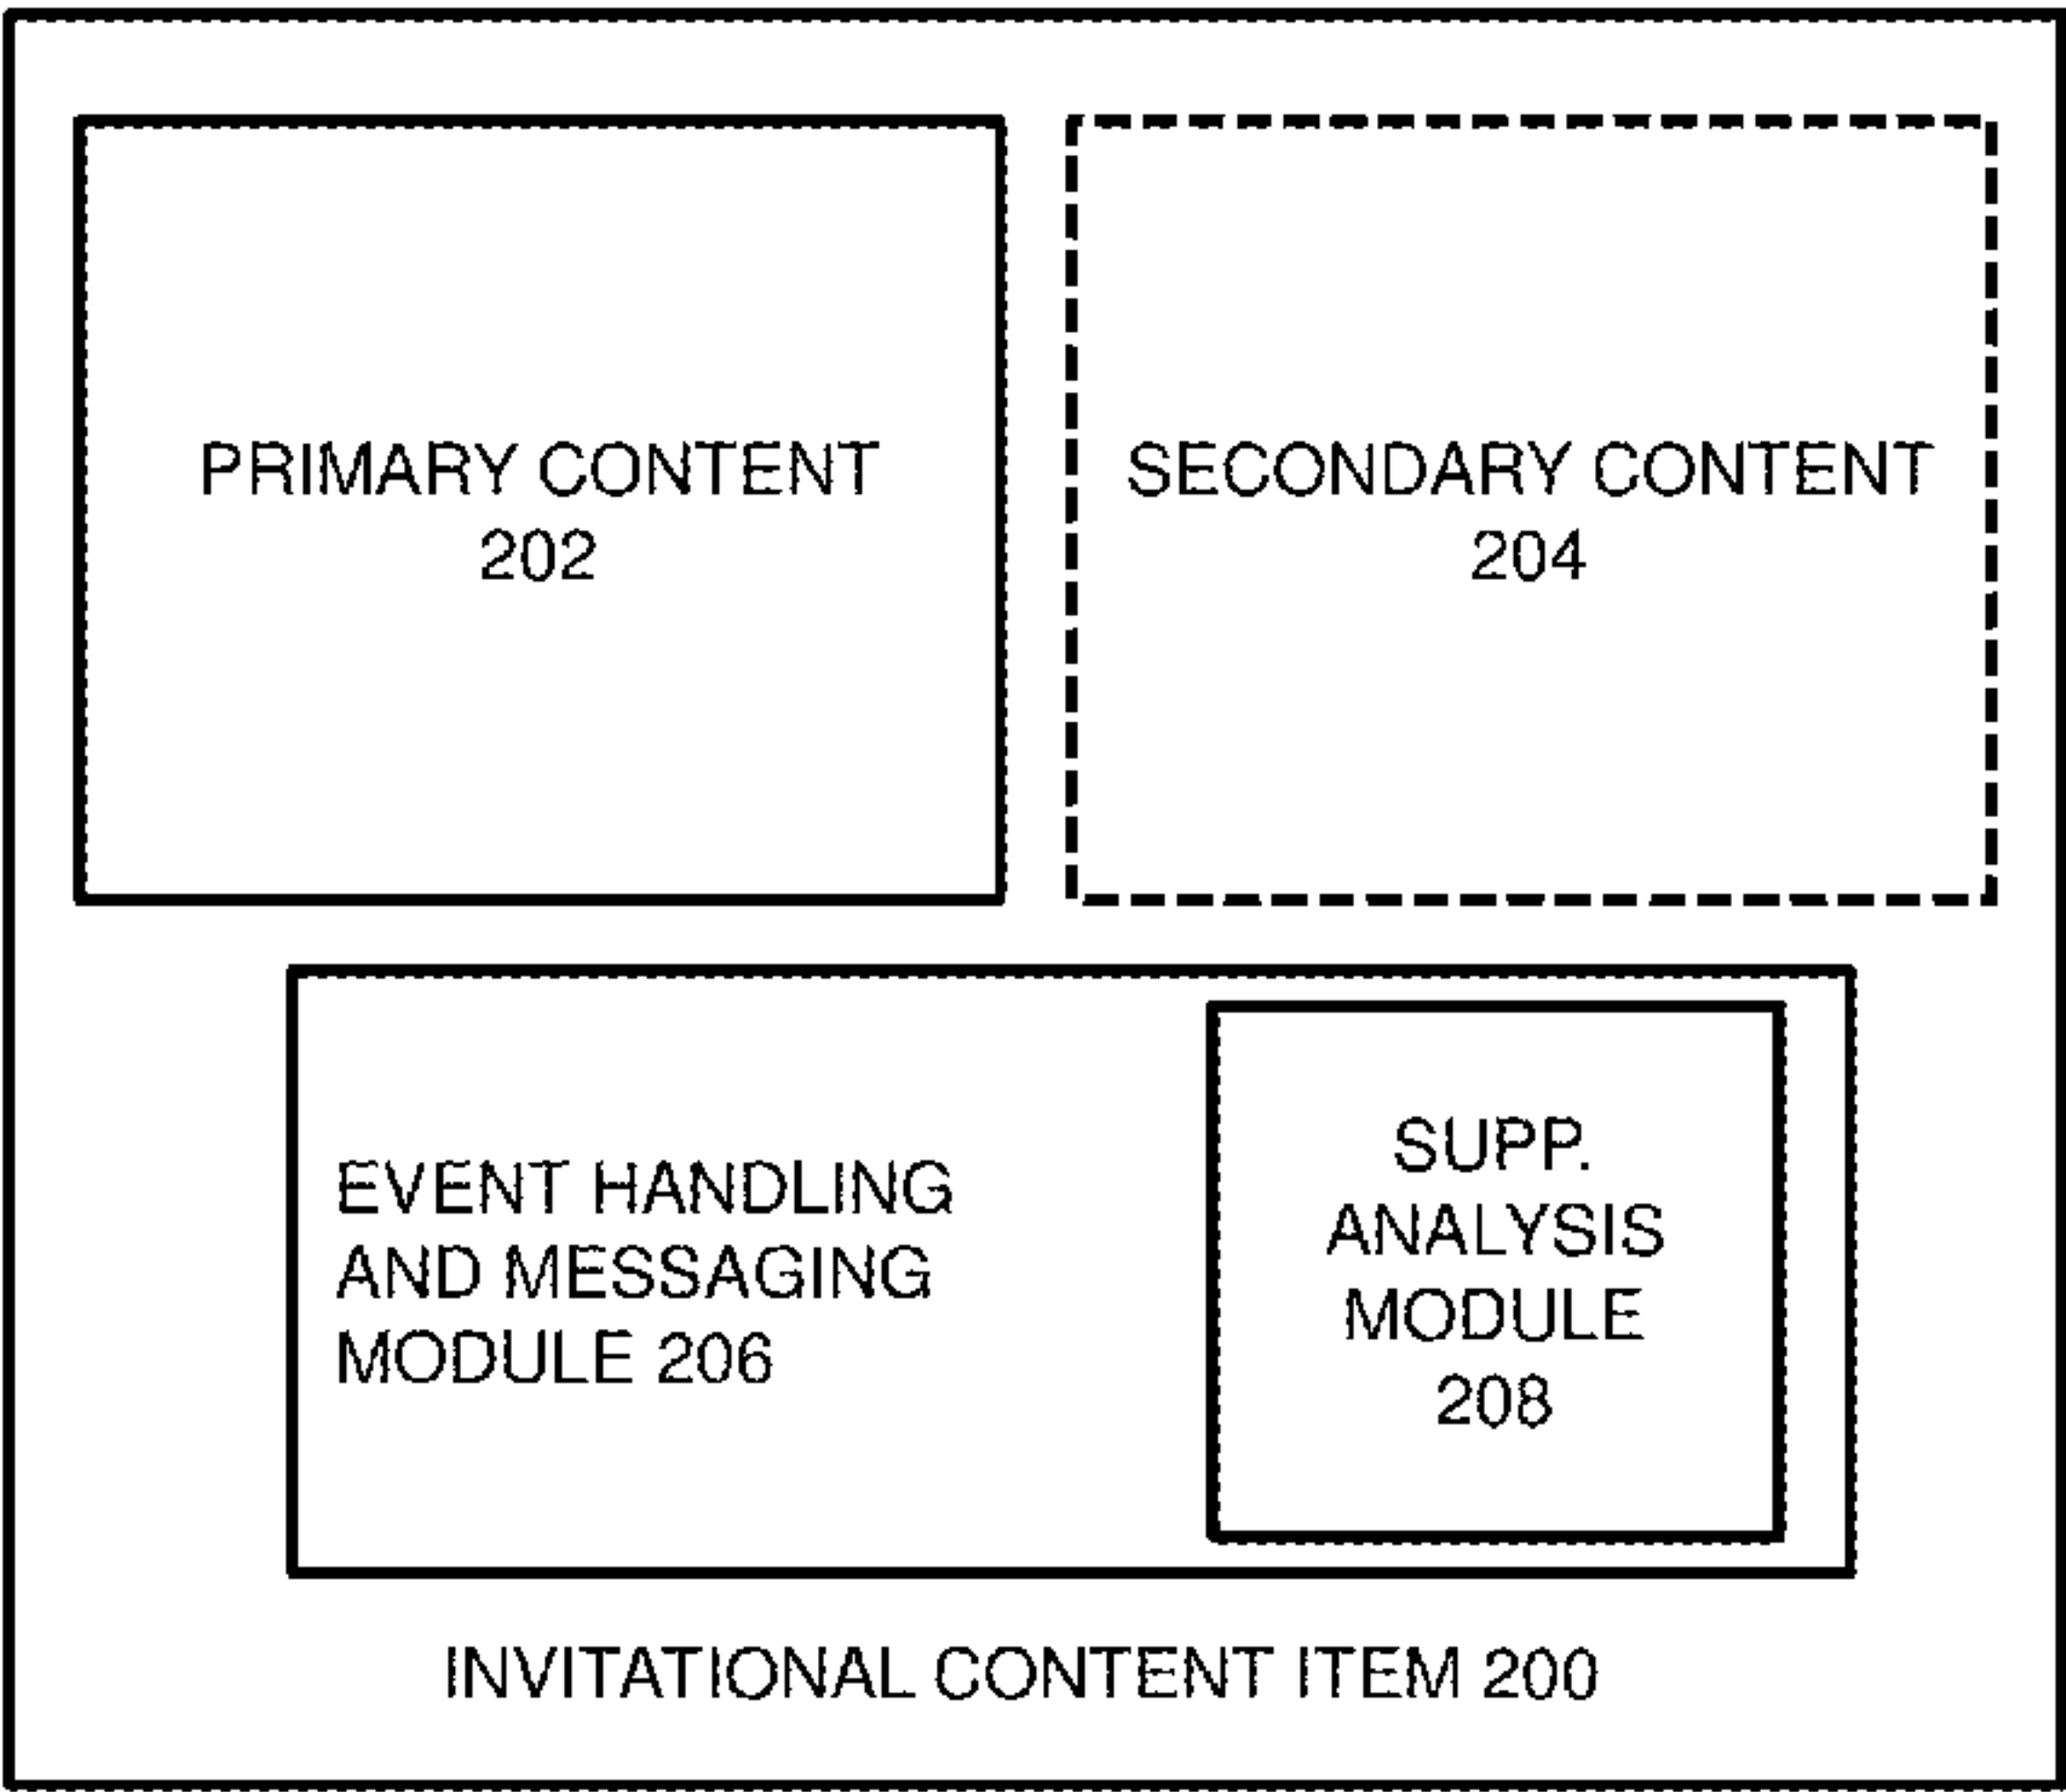 PRIMARY CONTENT
202
SECONDARY CONTENT
204
EVENT HANDLING
AND MESSAGING
MODULE 206
SUPP.
ANALYSIS
MODULE
208
INVITATIONAL CONTENT ITEM 200